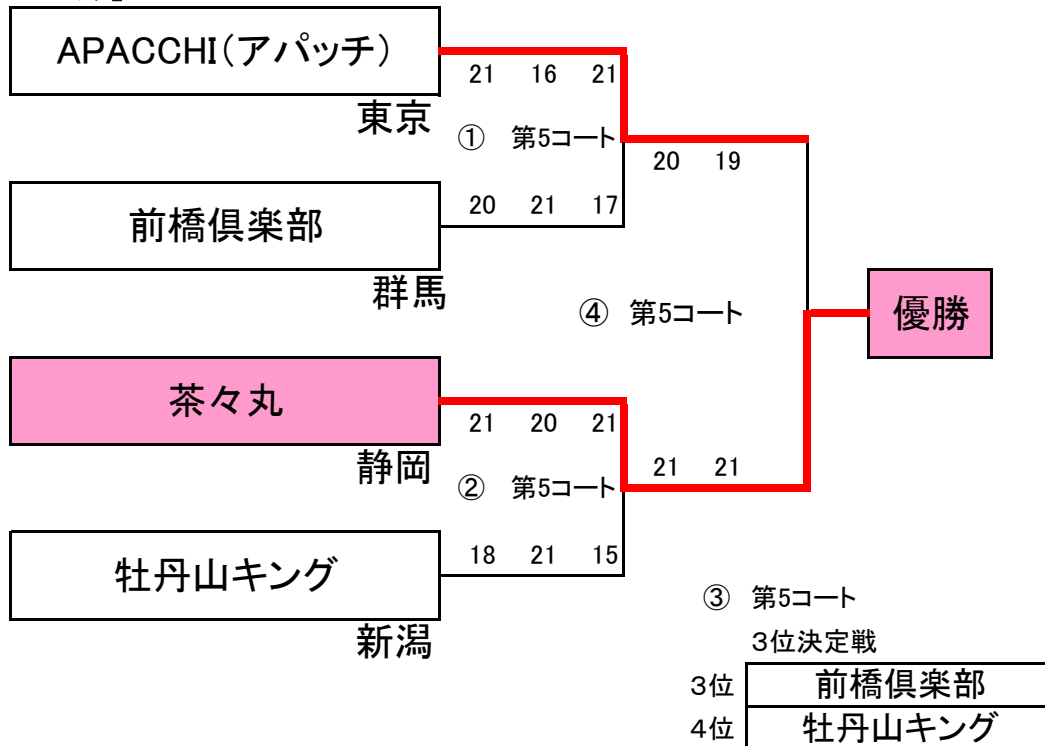 APACCHI(アパッチ)
21 16 21
東京
① 第5コート
20 19
前橋倶楽部
20 21 17
群馬
④ 第5コート
優勝
茶々丸
21 20 21
静岡
② 第5コート
21 21
牡丹山キング
18 21 15
新潟
③ 第5コート
3位決定戦
3位 前橋倶楽部
4位 牡丹山キング